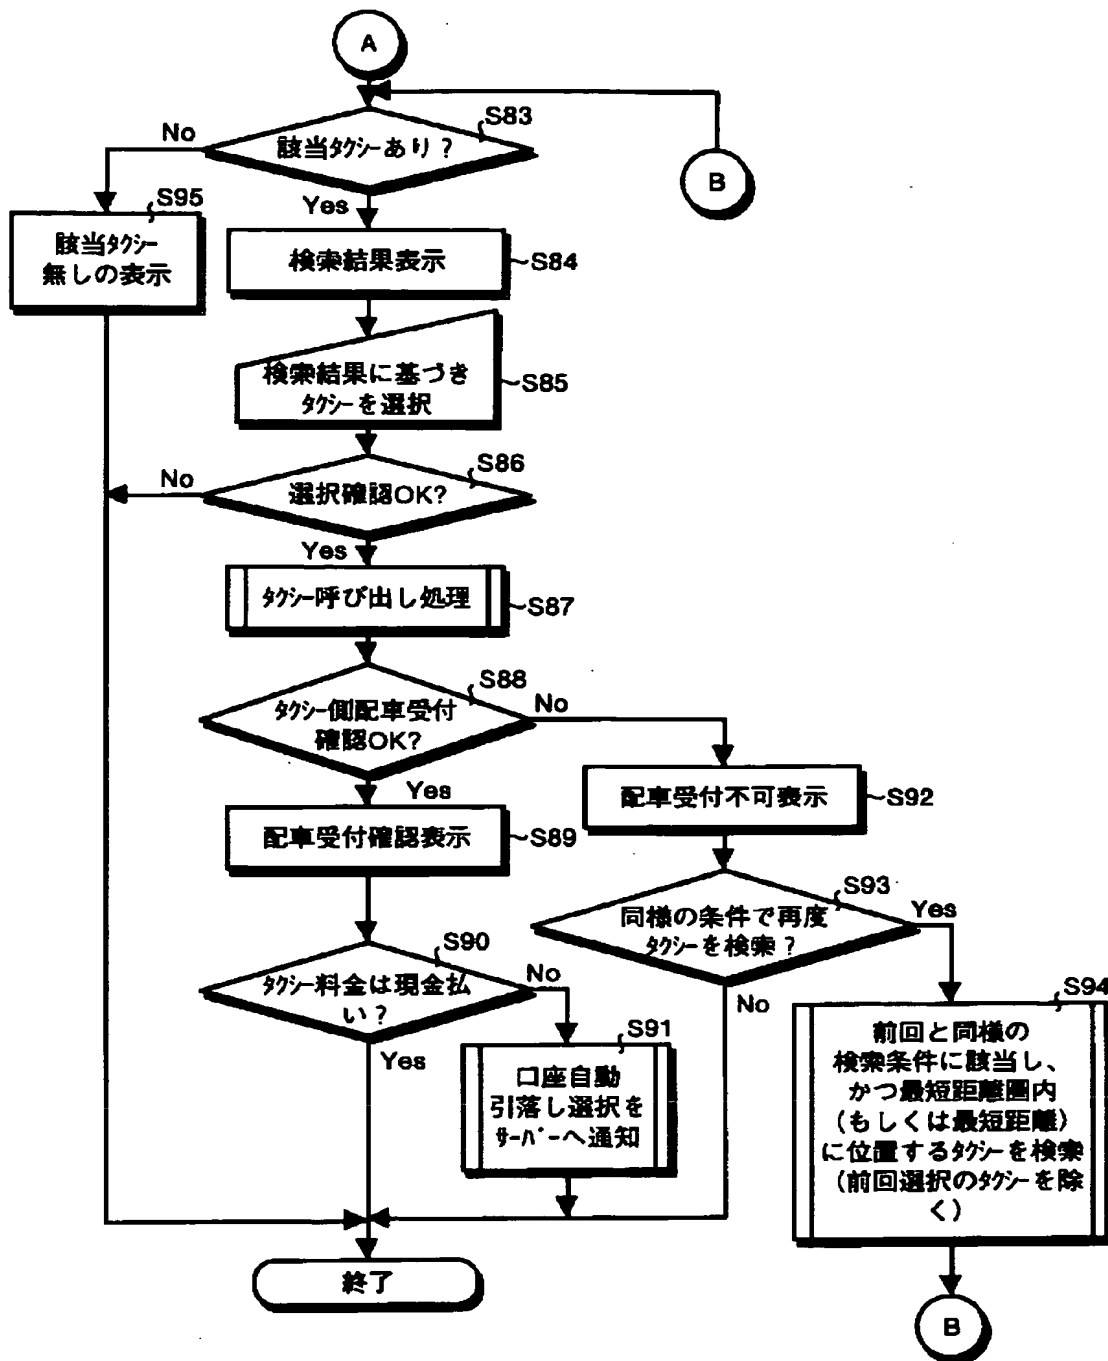 A
S83
No
該当ﾀｸｼｰあり？
B
S95
Yes
該当ﾀｸｼｰ
無しの表示
検索結果表示
S84
検索結果に基づき
ﾀｸｼｰを選択
S85
S86
No
選択確認OK?
Yes
ﾀｸｼｰ呼び出し処理
S87
S88
No
ﾀｸｼｰ側配車受付
確認OK?
Yes
配車受付不可表示
S92
配車受付確認表示
S89
S93
Yes
同様の条件で再度
ﾀｸｼｰを検索？
S90
No
ﾀｸｼｰ料金は現金払
い？
No
S94
S91
Yes
口座自動
引落し選択を
ｻｰﾊﾞｰへ通知
前回と同様の
検索条件に該当し、
かつ最短距離圏内
（もしくは最短距離）
に位置するﾀｸｼｰを検索
（前回選択のﾀｸｼｰを除
く）
終了
B